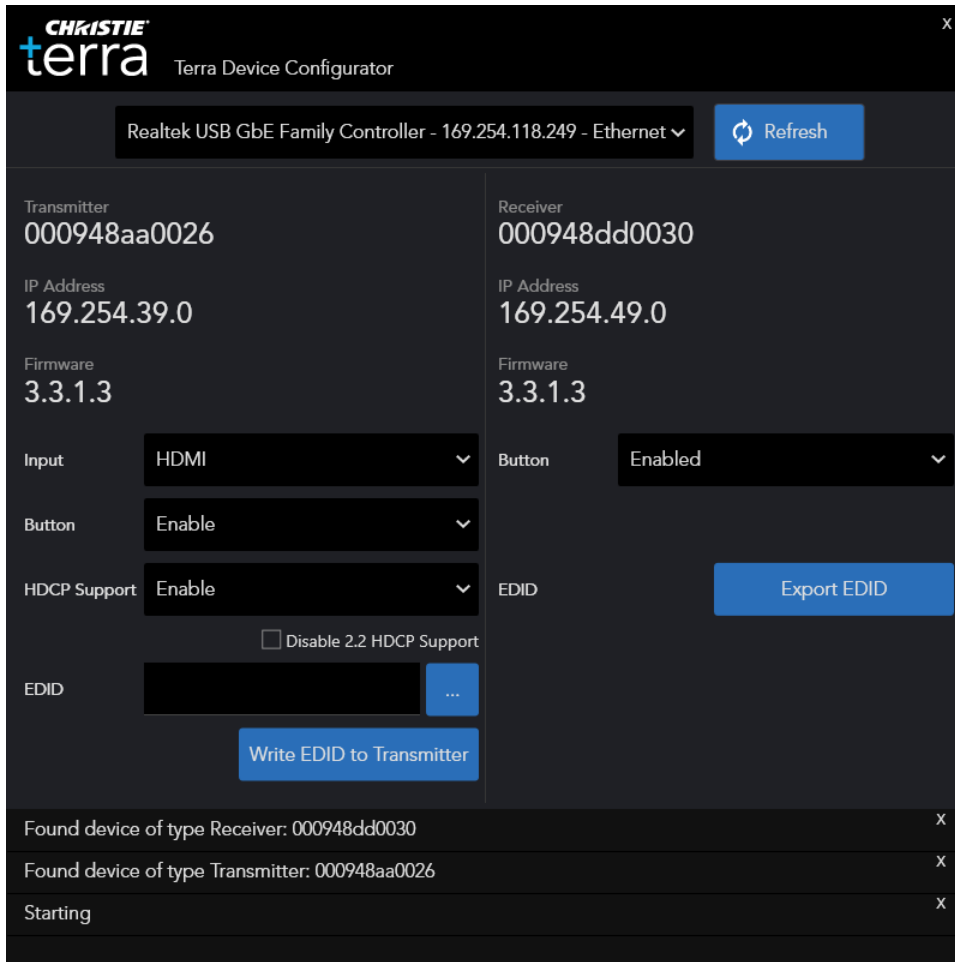 CHRISTIE
terra
Terra Device Configurator
x
Realtek USB GbE Family Controller - 169.254.118.249 - Ethernet
Refresh
Transmitter
000948aa0026
IP Address
169.254.39.0
Firmware
3.3.1.3
Input
HDMI
Button
Enable
HDCP Support
Enable
Disable 2.2 HDCP Support
EDID
...
Write EDID to Transmitter
Receiver
000948dd0030
IP Address
169.254.49.0
Firmware
3.3.1.3
Button
Enabled
EDID
Export EDID
Found device of type Receiver: 000948dd0030
x
Found device of type Transmitter: 000948aa0026
x
Starting
x